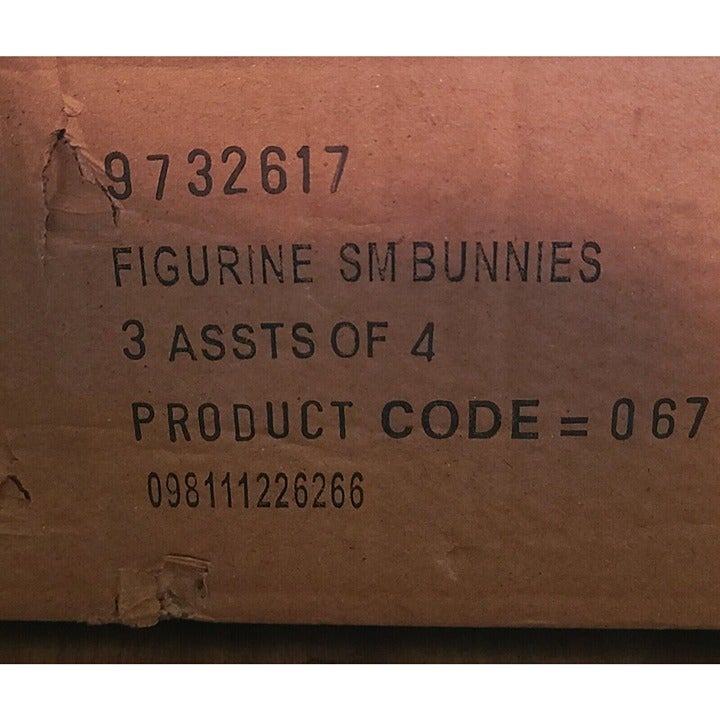 9732617
FIGURINE SM BUNNIES
3 ASSTS OF 4
PRODUCT CODE = 067
098111226266